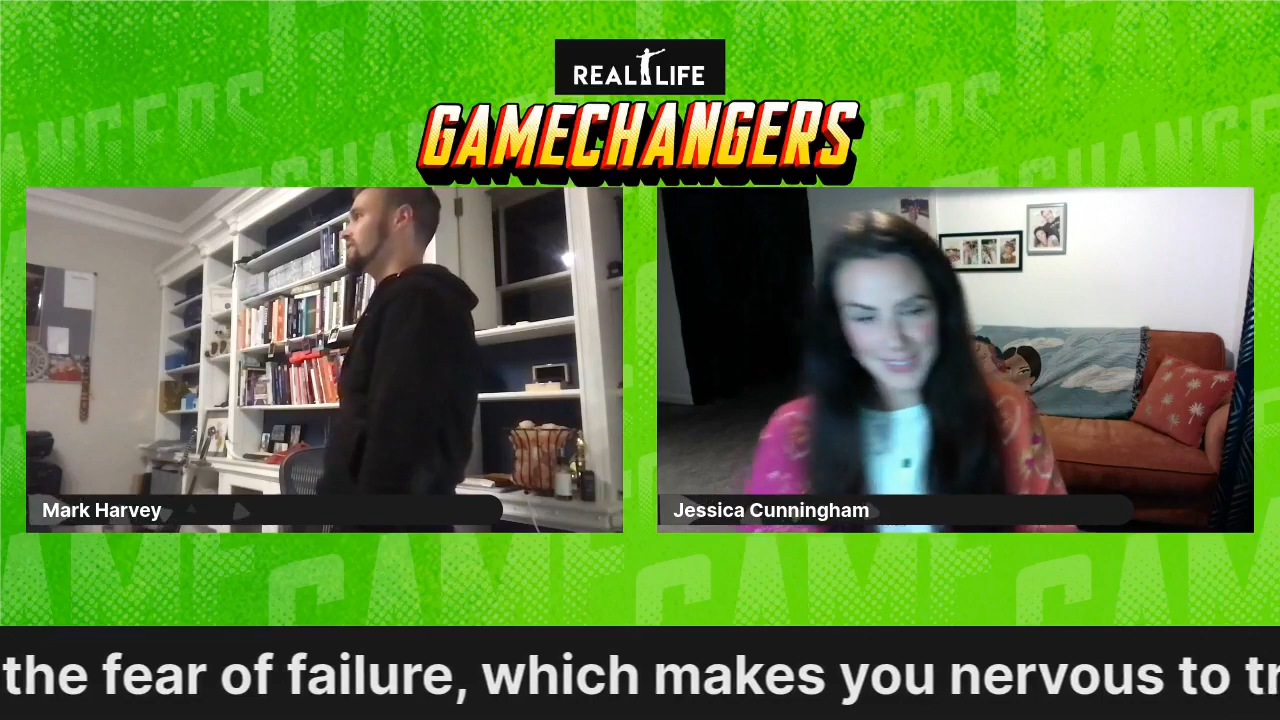 REAL LIFE
GAMECHANGERS
Mark Harvey
Jessica Cunningham
the fear of failure, which makes you nervous to tr